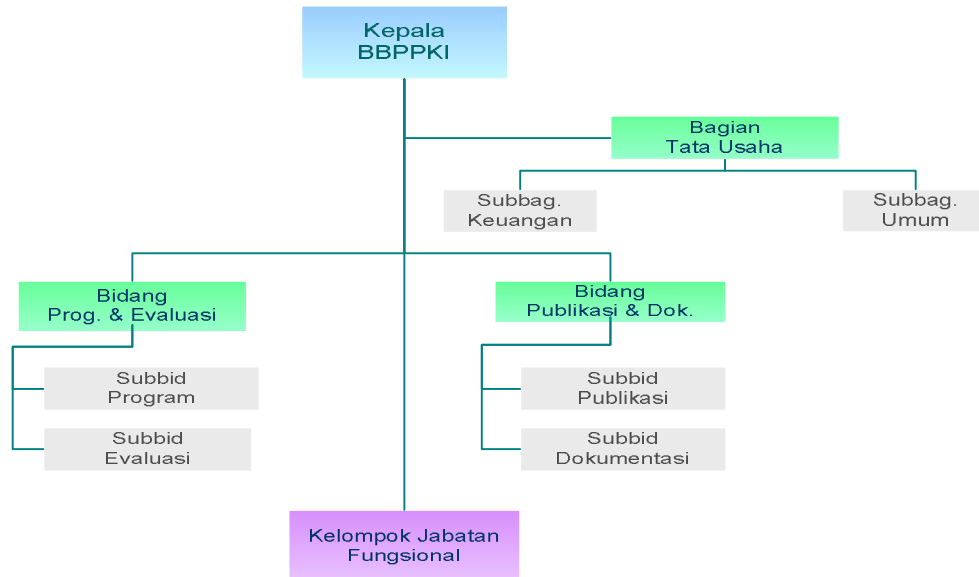 Kepala
BBPPKI
Bagian
Tata Usaha
Subbag.
Keuangan
Subbag.
Umum
Bidang
Prog. & Evaluasi
Bidang
Publikasi & Dok.
Subbid
Program
Subbid
Publikasi
Subbid
Evaluasi
Subbid
Dokumentasi
Kelompok Jabatan
Fungsional